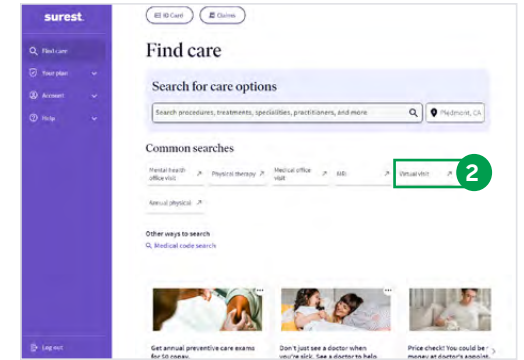 surest.
ID Card
Claims
Find care
Your plan
Account
Help
Log out
Find care
Search for care options
Search procedures, treatments, specialities, practitioners, and more
Piedmont, CA
Common searches
Mental health
office visit
Physical therapy
Medical office
visit
MRI
Virtual visit
2
Annual physical
Other ways to search
Medical code search
Get annual preventive care exams
for $0 copay.
Don't just see a doctor when
you're sick. See a doctor to help
Price check! You could be
money at doctor's